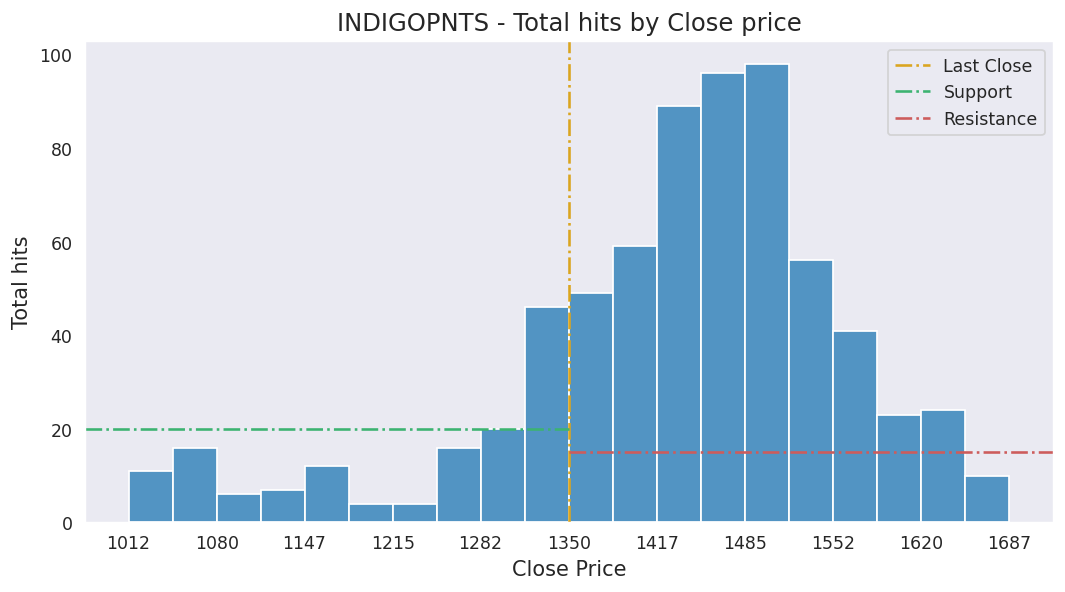 INDIGOPNTS - Total hits by Close price
Last Close
Support
Resistance
Total hits
100
80
60
40
20
0
1012 1080 1147 1215 1282 1350 1417 1485 1552 1620 1687
Close Price